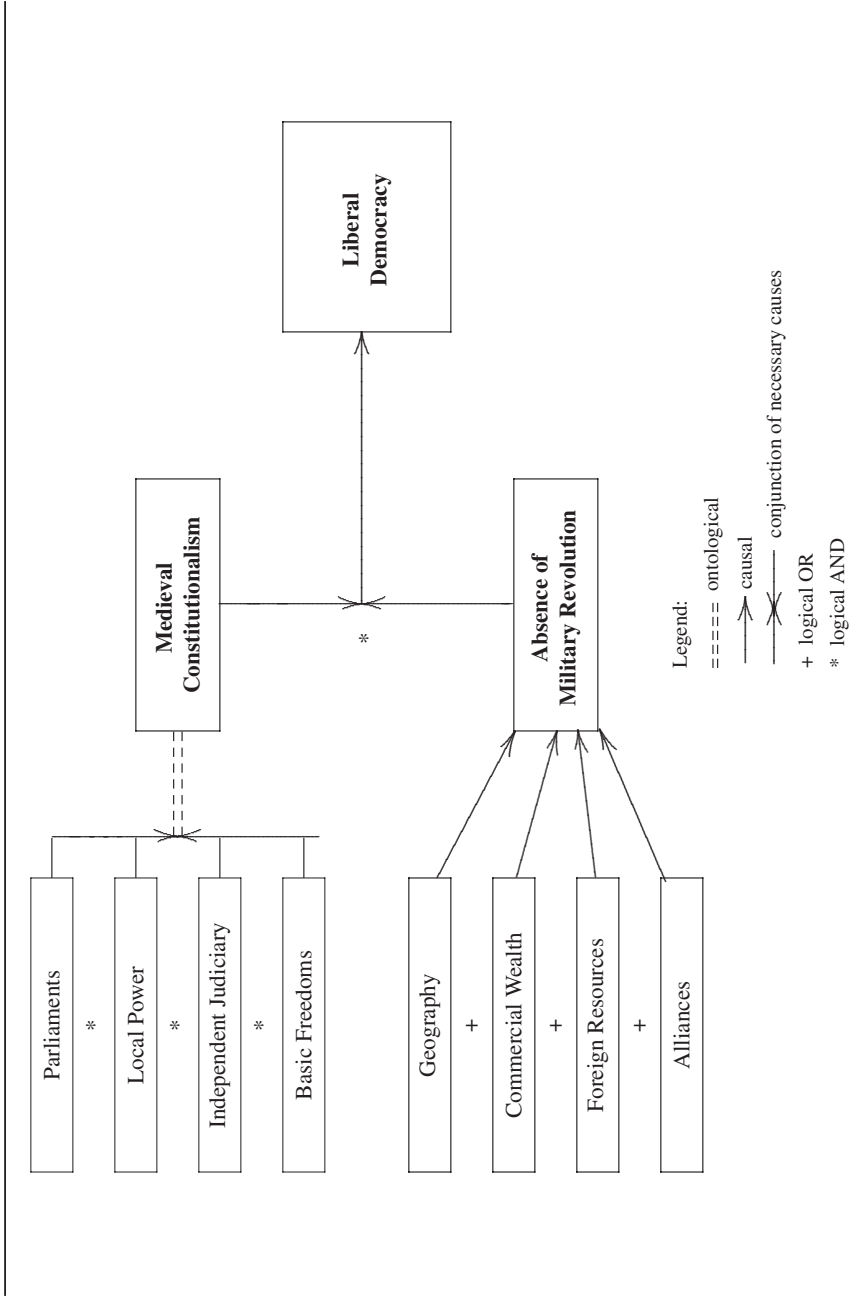 Parliaments
*
Local Power
*
Independent Judiciary
*
Basic Freedoms
Medieval
Constitutionalism
*
Liberal
Democracy
Geography
+
Commercial Wealth
+
Foreign Resources
+
Alliances
Absence of
Military Revolution
Legend:
===== ontological
causal
conjunction of necessary causes
+ logical OR
* logical AND